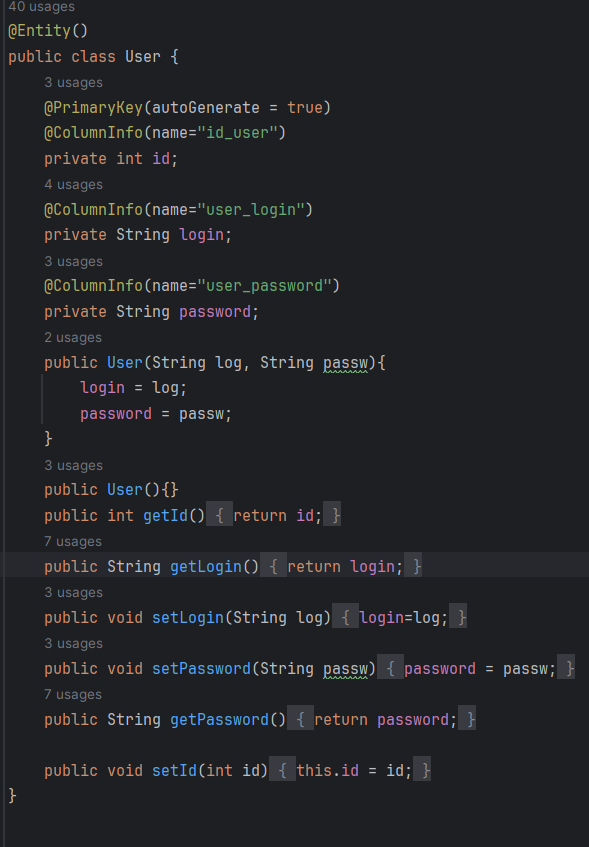 40 usages
@Entity()
public class User {
3 usages
@PrimaryKey(autoGenerate = true)
@ColumnInfo(name="id_user")
private int id;
4 usages
@ColumnInfo(name="user_login")
private String login;
3 usages
@ColumnInfo(name="user_password")
private String password;
2 usages
public User(String log, String passw){
login = log;
password = passw;
}
3 usages
public User(){}
public int getId() { return id; }
7 usages
public String getLogin() { return login; }
3 usages
public void setLogin(String log) { login=log; }
3 usages
public void setPassword(String passw) { password = passw; }
7 usages
public String getPassword() { return password; }
public void setId(int id) { this.id = id; }
}